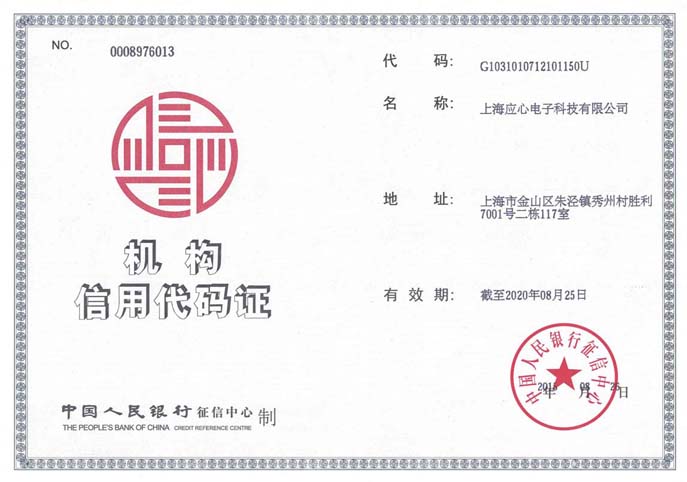 NO. 0008976013
机构
信用代码证
中国人民银行征信中心 制
THE PEOPLE'S BANK OF CHINA CREDIT REFERENCE CENTRE
代 码: G1031010712101150U
名 称: 上海应心电子科技有限公司
地 址: 上海市金山区朱泾镇秀州村胜利
7001号二栋117室
有 效 期: 截至2020年08月25日
中国人民银行征信中心
年 08月 日